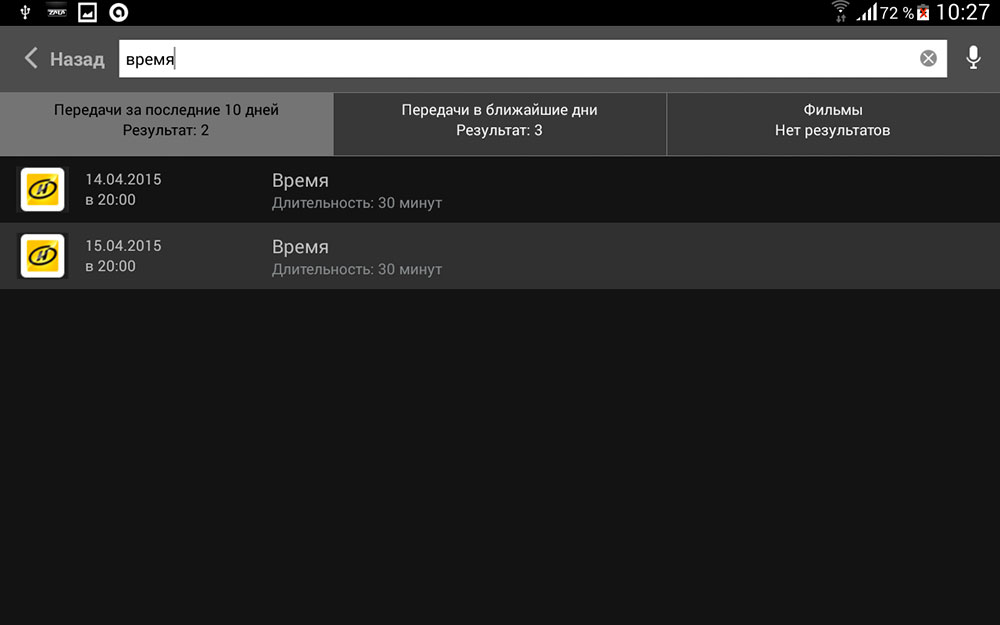 ZALA
72 %
10:27
Назад
время
Передачи за последние 10 дней
Результат: 2
Передачи в ближайшие дни
Результат: 3
Фильмы
Нет результатов
14.04.2015
в 20:00
Время
Длительность: 30 минут
15.04.2015
в 20:00
Время
Длительность: 30 минут